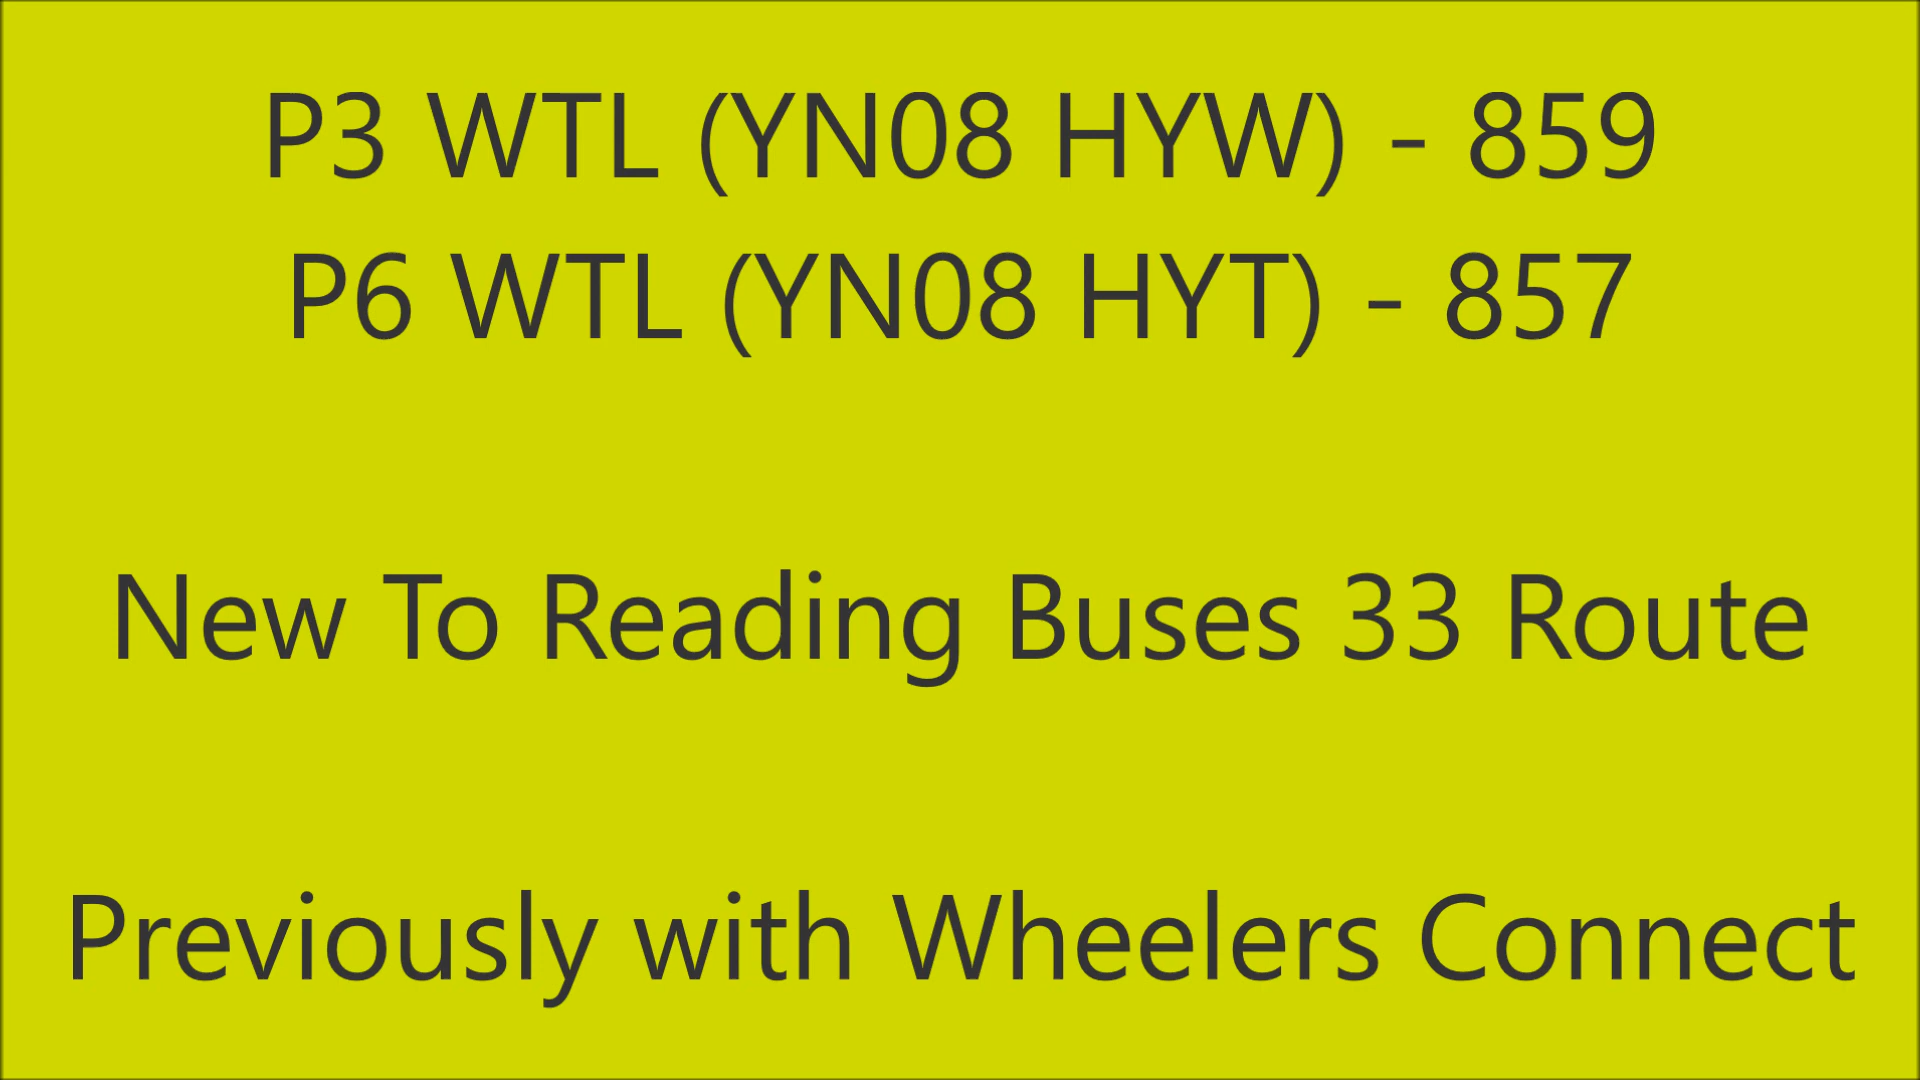 P3 WTL (YN08 HYW) - 859
P6 WTL (YN08 HYT) - 857
New To Reading Buses 33 Route
Previously with Wheelers Connect